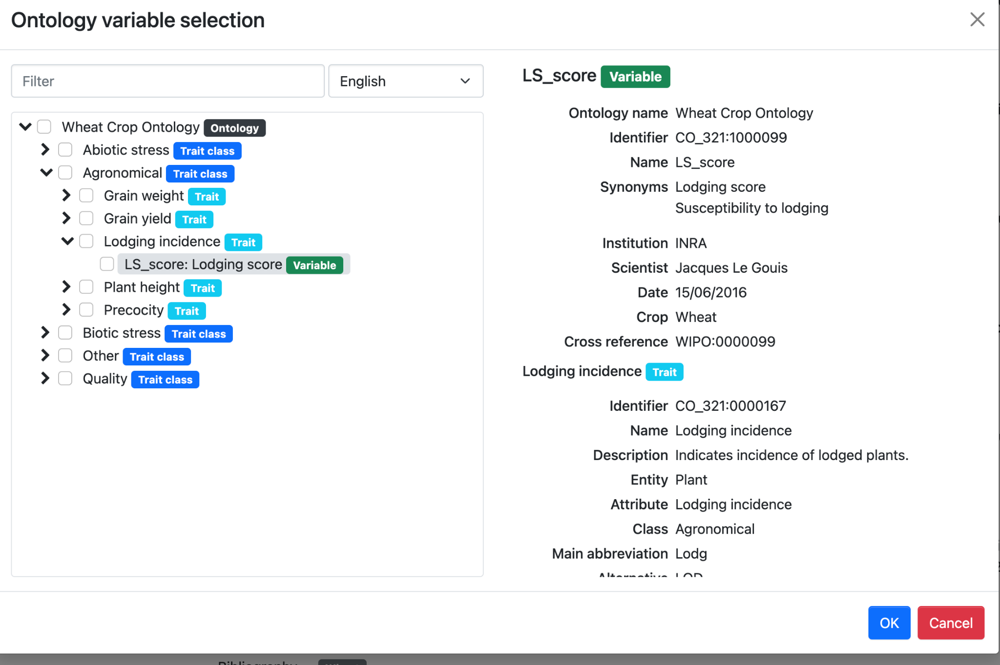 Ontology variable selection
Filter
English
Wheat Crop Ontology Ontology
Abiotic stress Trait class
Agronomical Trait class
Grain weight Trait
Grain yield Trait
Lodging incidence Trait
LS_score: Lodging score Variable
Plant height Trait
Precocity Trait
Biotic stress Trait class
Other Trait class
Quality Trait class
LS_score Variable
Ontology name Wheat Crop Ontology
Identifier CO_321:1000099
Name LS_score
Synonyms Lodging score
Susceptibility to lodging
Institution INRA
Scientist Jacques Le Gouis
Date 15/06/2016
Crop Wheat
Cross reference WIPO:0000099
Lodging incidence Trait
Identifier CO_321:0000167
Name Lodging incidence
Description Indicates incidence of lodged plants.
Entity Plant
Attribute Lodging incidence
Class Agronomical
Main abbreviation Lodg
Alternative LOD
OK
Cancel
Bibliography